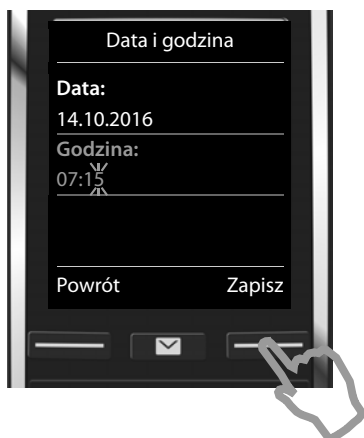 Data i godzina
Data:
14.10.2016
Godzina:
07:15
Powrót Zapisz